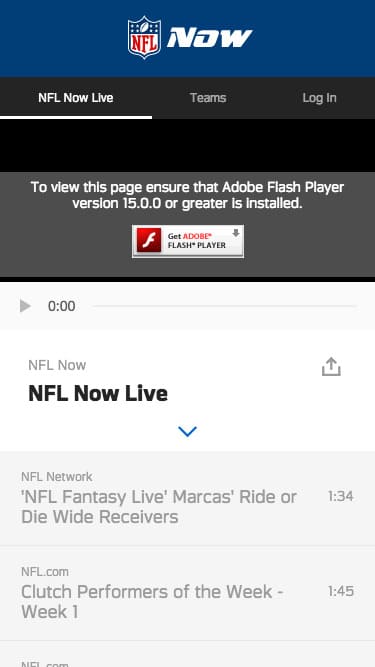 NFL NOW
NFL Now Live Teams Log In
To view this page ensure that Adobe Flash Player
version 15.0.0 or greater is installed.
Get ADOBE®
FLASH® PLAYER
0:00
NFL Now
NFL Now Live
NFL Network
'NFL Fantasy Live' Marcas' Ride or 1:34
Die Wide Receivers
NFL.com
Clutch Performers of the Week - 1:45
Week 1
NFL.com